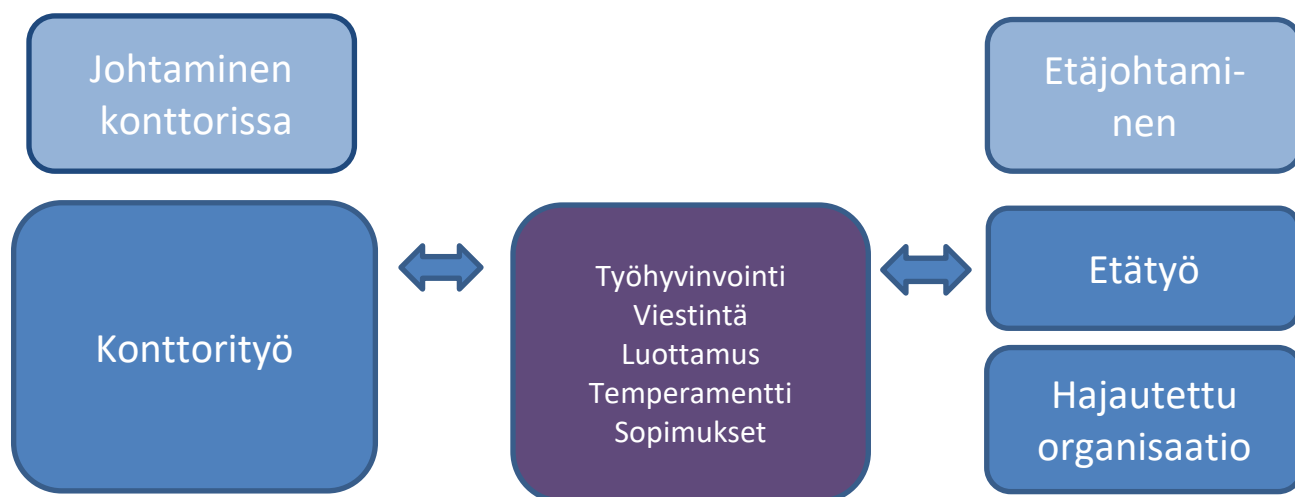 Johtaminen
konttorissa
Etäjohtami-
nen
Konttorityö
Työhyvinvointi
Viestintä
Luottamus
Temperamentti
Sopimukset
Etätyö
Hajautettu
organisaatio